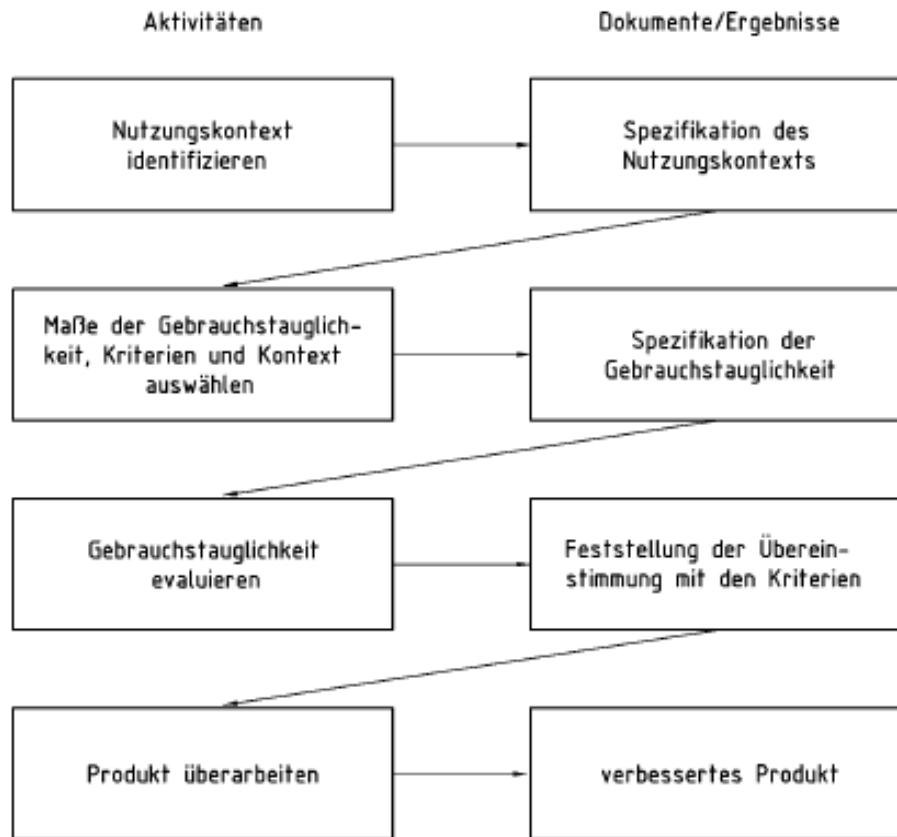 Aktivitäten
Dokumente/Ergebnisse
Nutzungskontext
identifizieren
Spezifikation des
Nutzungskontexts
Maße der Gebrauchstauglich-
keit, Kriterien und Kontext
auswählen
Spezifikation der
Gebrauchstauglichkeit
Gebrauchstauglichkeit
evaluieren
Feststellung der Überein-
stimmung mit den Kriterien
Produkt überarbeiten
verbessertes Produkt